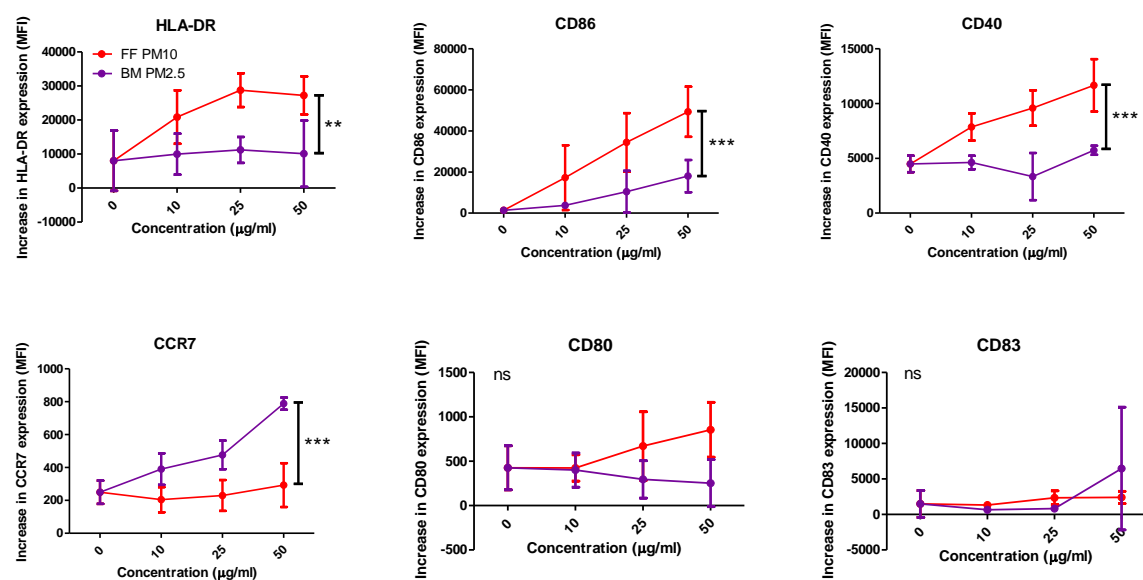 HLA-DR
Increase in HLA-DR expression (MFI)
40000
30000
20000
10000
0
-10000
FF PM10
BM PM2.5
**
0
10
25
50
Concentration (µg/ml)
CD86
Increase in CD86 expression (MFI)
80000
60000
40000
20000
0
***
0
10
25
50
Concentration (µg/ml)
CD40
Increase in CD40 expression (MFI)
15000
10000
5000
0
***
0
10
25
50
Concentration (µg/ml)
CCR7
Increase in CCR7 expression (MFI)
1000
800
600
400
200
0
***
0
10
25
50
Concentration (µg/ml)
CD80
Increase in CD80 expression (MFI)
1500
1000
500
0
-500
ns
0
10
25
50
Concentration (µg/ml)
CD83
Increase in CD83 expression (MFI)
20000
15000
10000
5000
0
-5000
ns
0
10
25
50
Concentration (µg/ml)